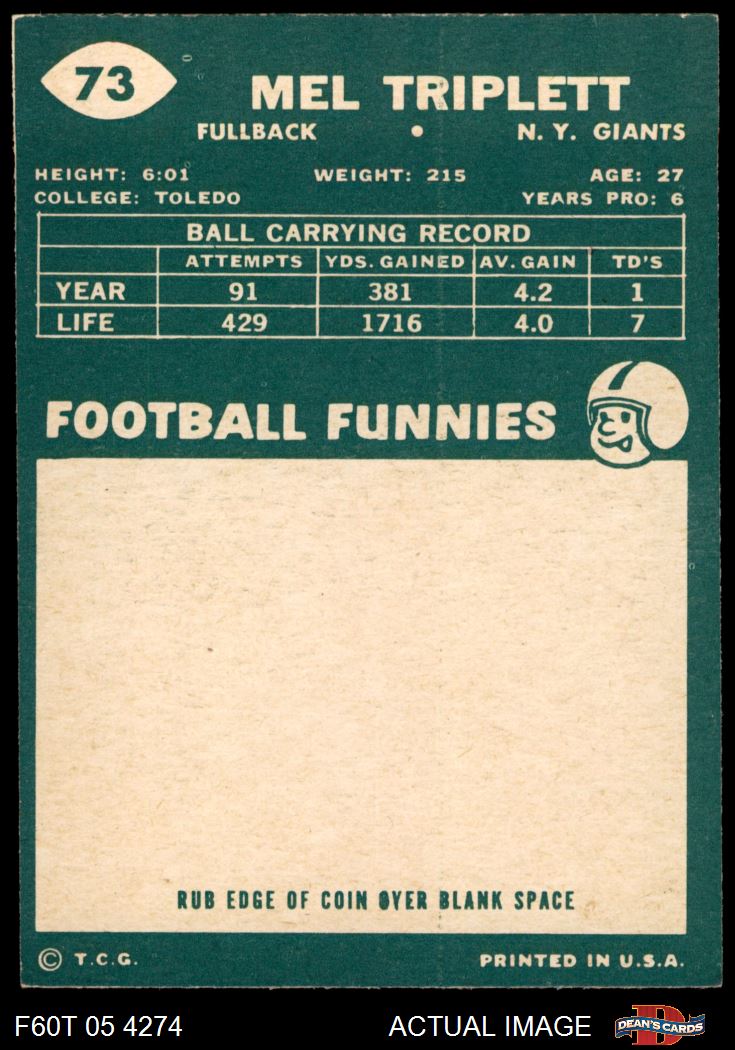 73
MEL TRIPLETT
FULLBACK • N. Y. GIANTS
HEIGHT: 6:01 WEIGHT: 215 AGE: 27
COLLEGE: TOLEDO YEARS PRO: 6
BALL CARRYING RECORD
ATTEMPTS YDS. GAINED AV. GAIN TD'S
YEAR 91 381 4.2 1
LIFE 429 1716 4.0 7
FOOTBALL FUNNIES
RUB EDGE OF COIN OVER BLANK SPACE
© T.C.G. PRINTED IN U.S.A.
F60T 05 4274 ACTUAL IMAGE DEAN'S CARDS